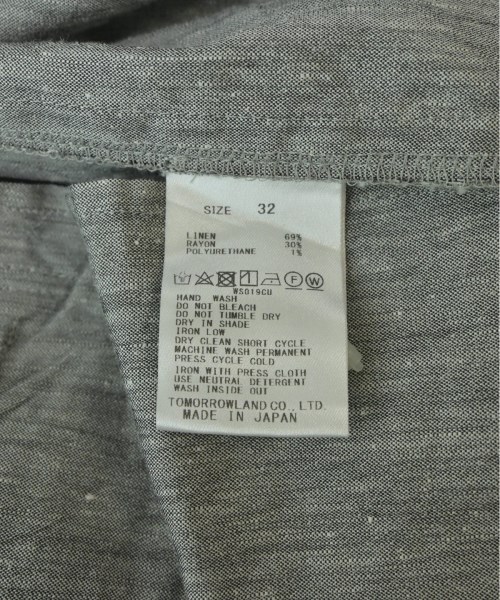 SIZE 32
LINEN 69%
RAYON 30%
POLYURETHANE 1%
WS019CU
HAND WASH
DO NOT BLEACH
DO NOT TUMBLE DRY
DRY IN SHADE
IRON LOW
DRY CLEAN SHORT CYCLE
MACHINE WASH PERMANENT
PRESS CYCLE COLD
IRON WITH PRESS CLOTH
USE NEUTRAL DETERGENT
WASH INSIDE OUT
TOMORROWLAND CO., LTD.
MADE IN JAPAN